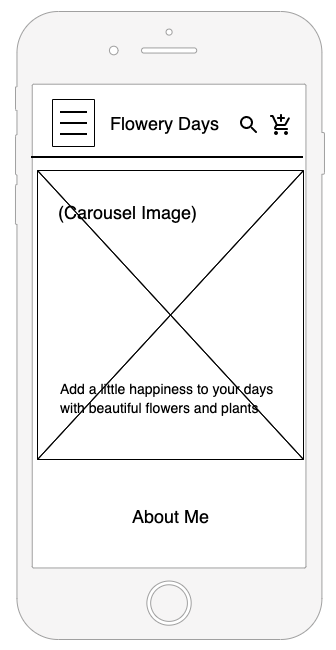 Flowery Days
(Carousel Image)
Add a little happiness to your days
with beautiful flowers and plants
About Me